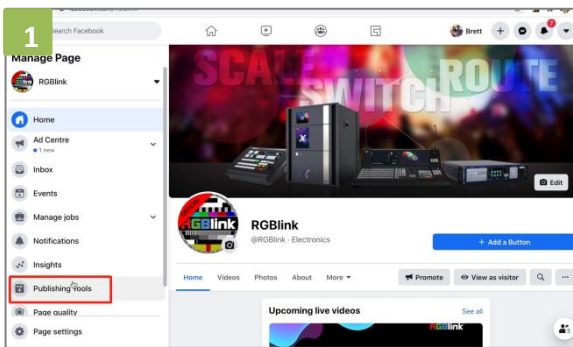 1
Search Facebook
Brett
7
Manage Page
RGBlink
Home
Ad Centre
1 new
Inbox
Events
Manage jobs
Notifications
Insights
Publishing Tools
Page quality
Page settings
SCALE
SWITCH
ROUTE
X
Edit
RGBlink
RGBlink
@RGBlink · Electronics
+ Add a Button
Home
Videos
Photos
About
More
Promote
View as visitor
Upcoming live videos
See all
RGBlink